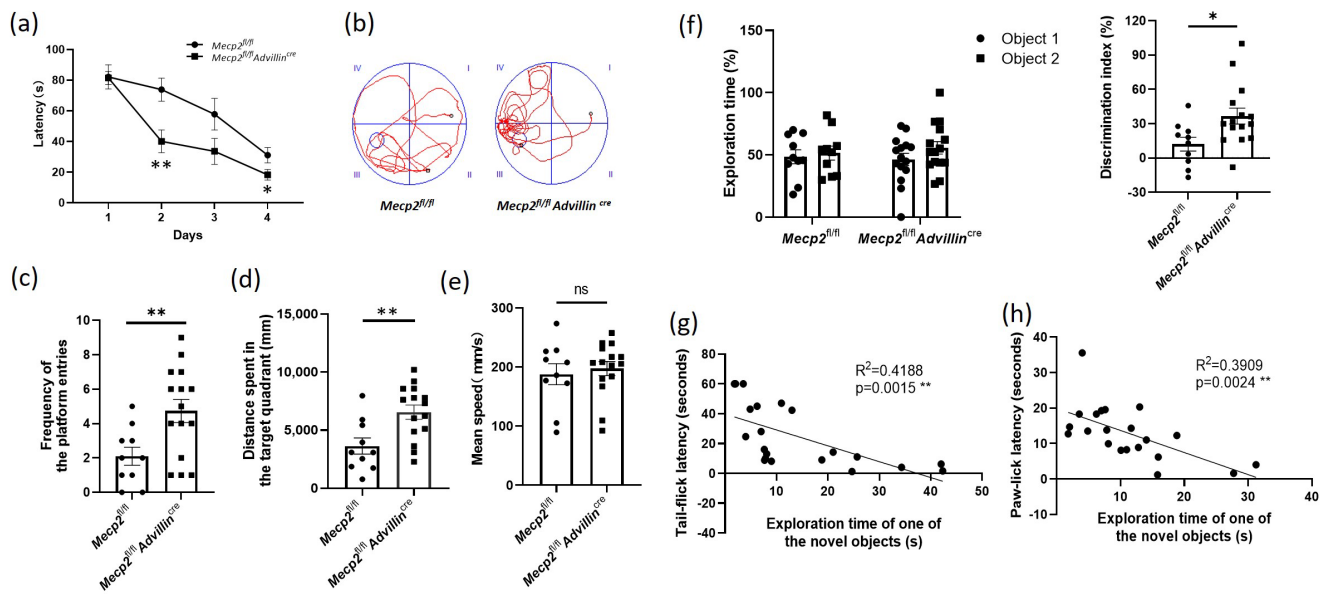 (a)
Mecp2fl/fl
Mecp2fl/flAdvillincre
Latency (s)
100
80
60
40
20
0
**
*
1 2 3 4
Days
(b)
IV I
III II
Mecp2fl/fl
IV I
III II
Mecp2fl/fl Advillin cre
(c)
**
Frequency of
the platform entries
10
8
6
4
2
0
Mecp2fl/fl
Mecp2fl/fl Advillincre
(d)
**
Distance spent in
the target quadrant (mm)
15,000
10,000
5,000
0
Mecp2fl/fl
Mecp2fl/fl Advillincre
(e)
ns
Mean speed( mm/s)
300
200
100
0
Mecp2fl/fl
Mecp2fl/fl Advillincre
(f)
Exploration time (%)
150
100
50
0
Object 1
Object 2
Mecp2fl/fl
Mecp2fl/fl Advillincre
*
Discrimination index (%)
130
110
90
70
50
30
10
-10
-30
Mecp2fl/fl
Mecp2fl/fl Advillincre
(g)
Tail-flick latency (seconds)
80
60
40
20
0
-20
-40
R2=0.4188
p=0.0015 **
10 20 30 40 50
Exploration time of one of
the novel objects (s)
(h)
Paw-lick latency (seconds)
40
30
20
10
0
-10
R2=0.3909
p=0.0024 **
10 20 30 40
Exploration time of one of
the novel objects (s)